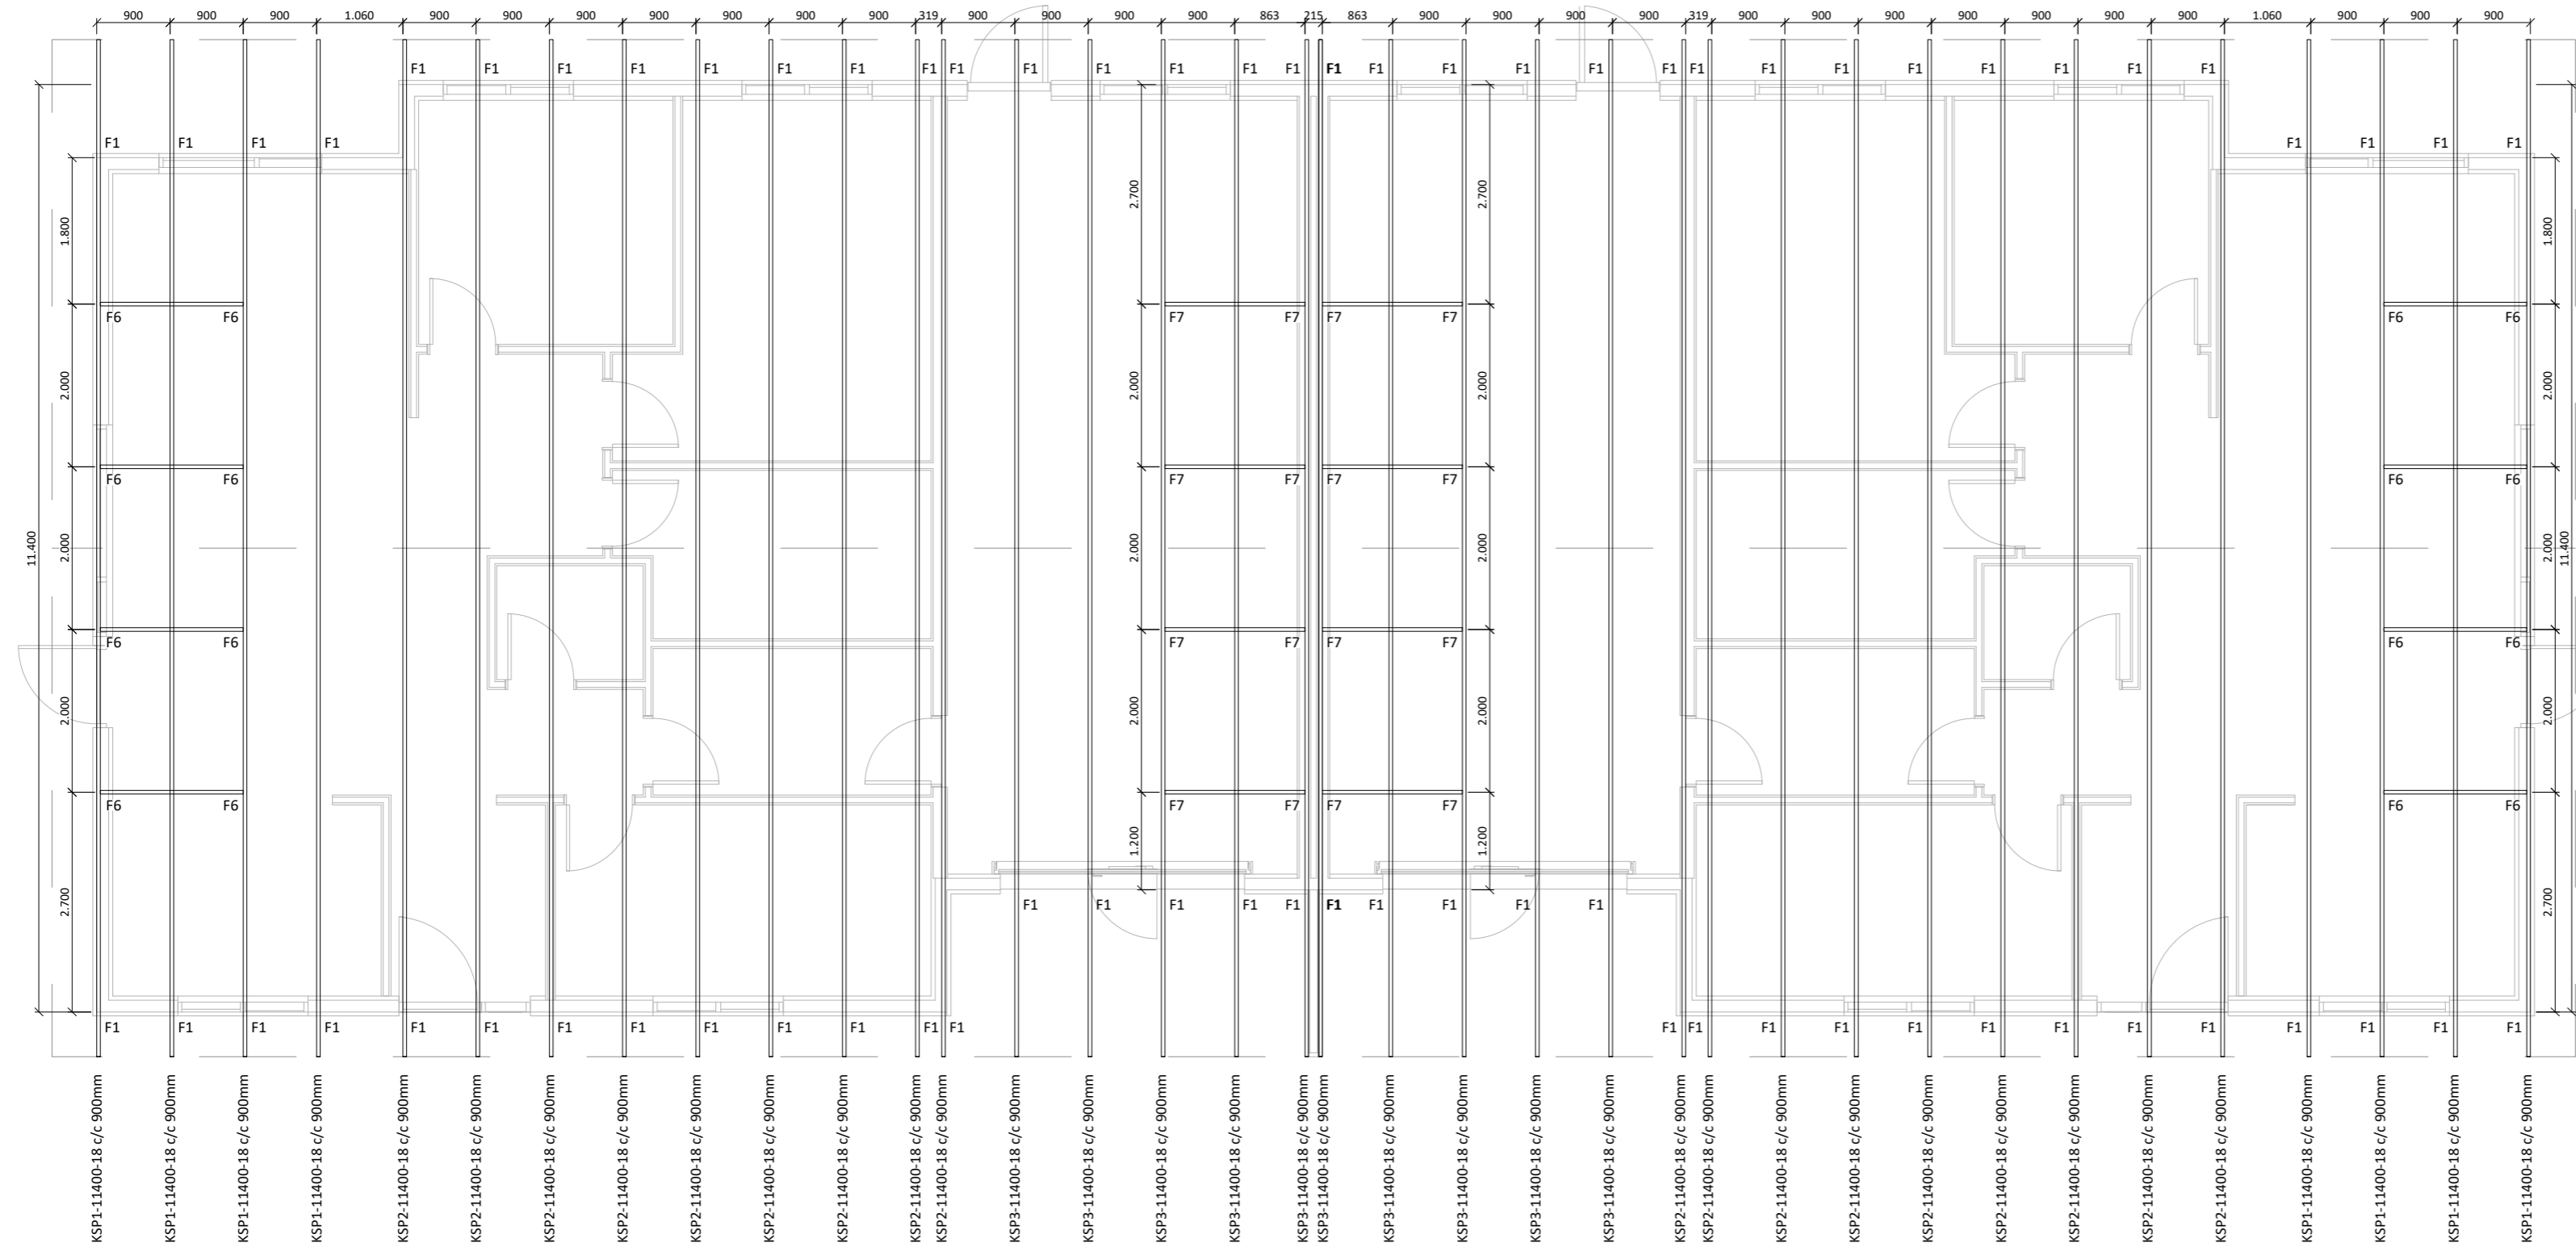 900 900 900 1.060 900 900 900 900 900 900 900 319 900 900 900 900 863 215 863 900 900 900 900 319 900 900 900 900 900 900 900 1.060 900 900 900
F1 F1 F1 F1 F1 F1 F1 F1 F1 F1 F1 F1 F1 F1 F1 F1 F1 F1 F1 F1 F1 F1 F1 F1 F1 F1 F1 F1
F1 F1 F1 F1 F1 F1 F1 F1
1.800 2.700 2.700 1.800
F6 F6 F7 F7 F7 F7 F6 F6
2.000 2.000 2.000 2.000
F6 F6 F7 F7 F7 F7 F6 F6
11.400 2.000 2.000 2.000 2.000 11.400
F6 F6 F7 F7 F7 F7 F6 F6
2.000 2.000 2.000 2.000
F6 F6 F7 F7 F7 F7 F6 F6
1.200 1.200
2.700 2.700
F1 F1 F1 F1 F1 F1 F1 F1 F1 F1
F1 F1 F1 F1 F1 F1 F1 F1 F1 F1 F1 F1 F1 F1 F1 F1 F1 F1 F1 F1 F1 F1 F1 F1 F1 F1
KSP1-11400-18 c/c 900mm
KSP1-11400-18 c/c 900mm
KSP1-11400-18 c/c 900mm
KSP1-11400-18 c/c 900mm
KSP2-11400-18 c/c 900mm
KSP2-11400-18 c/c 900mm
KSP2-11400-18 c/c 900mm
KSP2-11400-18 c/c 900mm
KSP2-11400-18 c/c 900mm
KSP2-11400-18 c/c 900mm
KSP2-11400-18 c/c 900mm
KSP2-11400-18 c/c 900mm
KSP2-11400-18 c/c 900mm
KSP3-11400-18 c/c 900mm
KSP3-11400-18 c/c 900mm
KSP3-11400-18 c/c 900mm
KSP3-11400-18 c/c 900mm
KSP3-11400-18 c/c 900mm
KSP3-11400-18 c/c 900mm
KSP3-11400-18 c/c 900mm
KSP3-11400-18 c/c 900mm
KSP3-11400-18 c/c 900mm
KSP3-11400-18 c/c 900mm
KSP2-11400-18 c/c 900mm
KSP2-11400-18 c/c 900mm
KSP2-11400-18 c/c 900mm
KSP2-11400-18 c/c 900mm
KSP2-11400-18 c/c 900mm
KSP2-11400-18 c/c 900mm
KSP2-11400-18 c/c 900mm
KSP2-11400-18 c/c 900mm
KSP2-11400-18 c/c 900mm
KSP1-11400-18 c/c 900mm
KSP1-11400-18 c/c 900mm
KSP1-11400-18 c/c 900mm
KSP1-11400-18 c/c 900mm